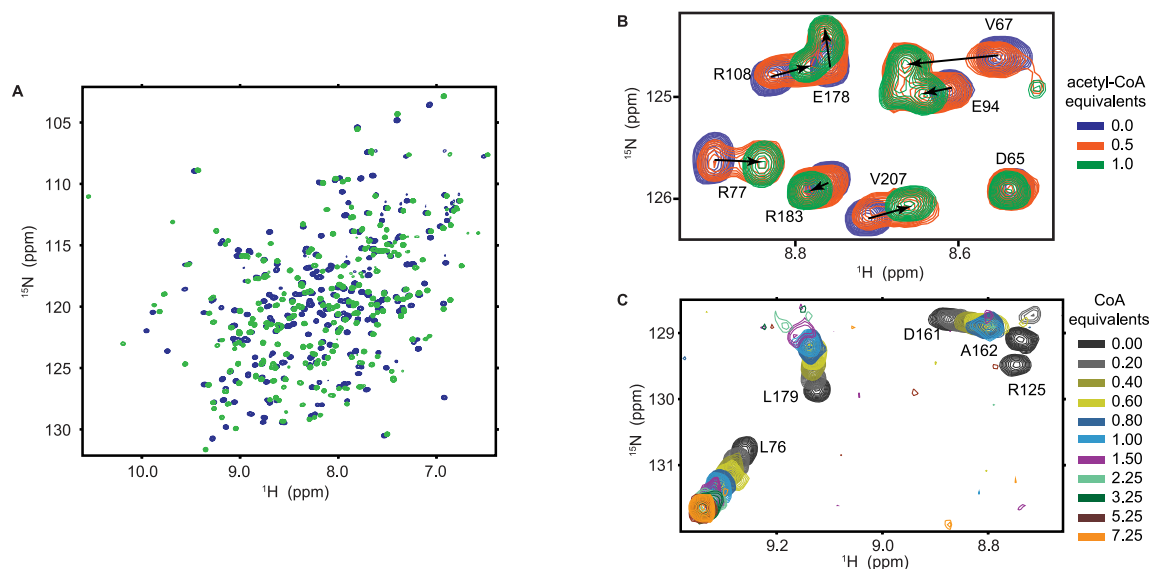 A
105
110
115
120
125
130
15N (ppm)
10.0 9.0 8.0 7.0
1H (ppm)
B
V67
R108
E178
E94
R77
R183
V207
D65
125
126
15N (ppm)
8.8 8.6
1H (ppm)
acetyl-CoA
equivalents
0.0
0.5
1.0
C
D161
A162
R125
L179
L76
129
130
131
15N (ppm)
9.2 9.0 8.8
1H (ppm)
CoA
equivalents
0.00
0.20
0.40
0.60
0.80
1.00
1.50
2.25
3.25
5.25
7.25